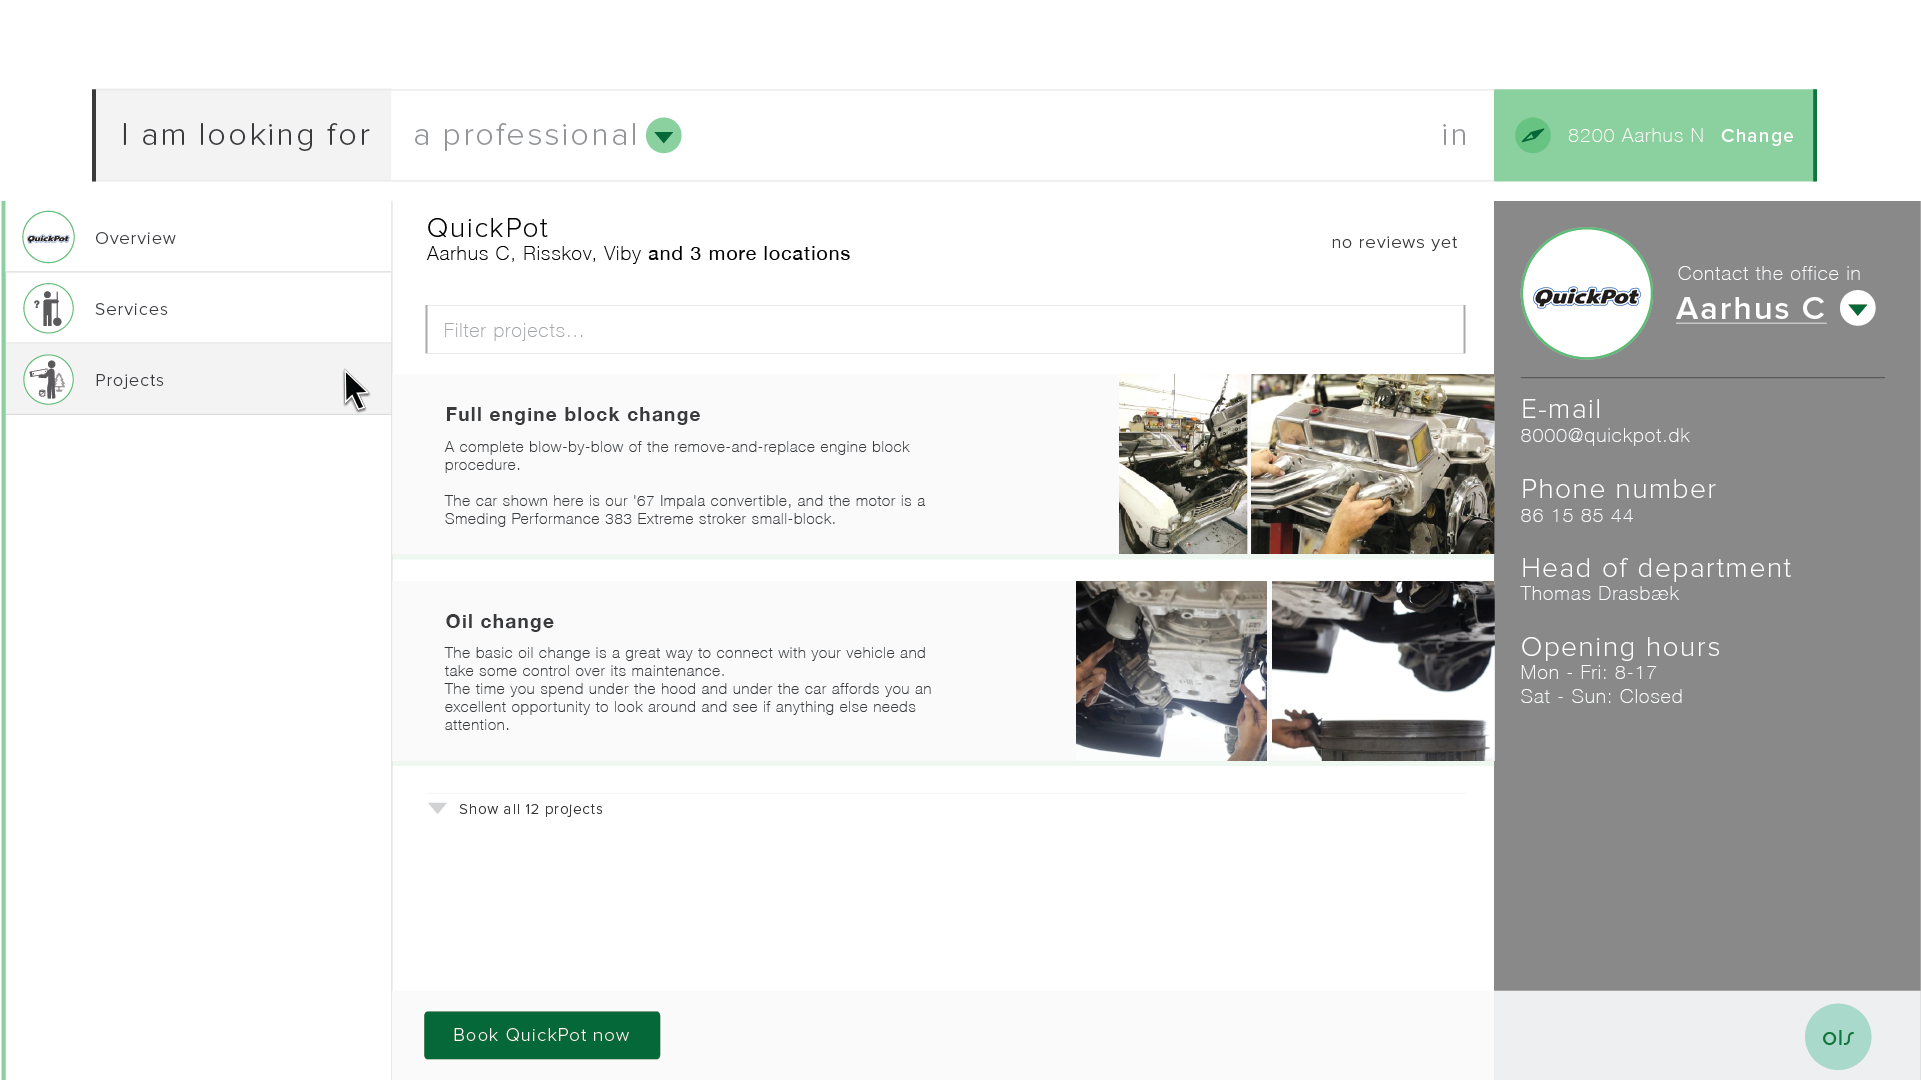 I am looking for
a professional
in
8200 Aarhus N Change
QuickPot
Overview
?
Services
Projects
QuickPot
Aarhus C, Risskov, Viby and 3 more locations
no reviews yet
Filter projects...
Full engine block change
A complete blow-by-blow of the remove-and-replace engine block
procedure.
The car shown here is our '67 Impala convertible, and the motor is a
Smeding Performance 383 Extreme stroker small-block.
Oil change
The basic oil change is a great way to connect with your vehicle and
take some control over its maintenance.
The time you spend under the hood and under the car affords you an
excellent opportunity to look around and see if anything else needs
attention.
Show all 12 projects
Book QuickPot now
QuickPot
Contact the office in
Aarhus C
E-mail
8000@quickpot.dk
Phone number
86 15 85 44
Head of department
Thomas Drasbæk
Opening hours
Mon - Fri: 8-17
Sat - Sun: Closed
ols